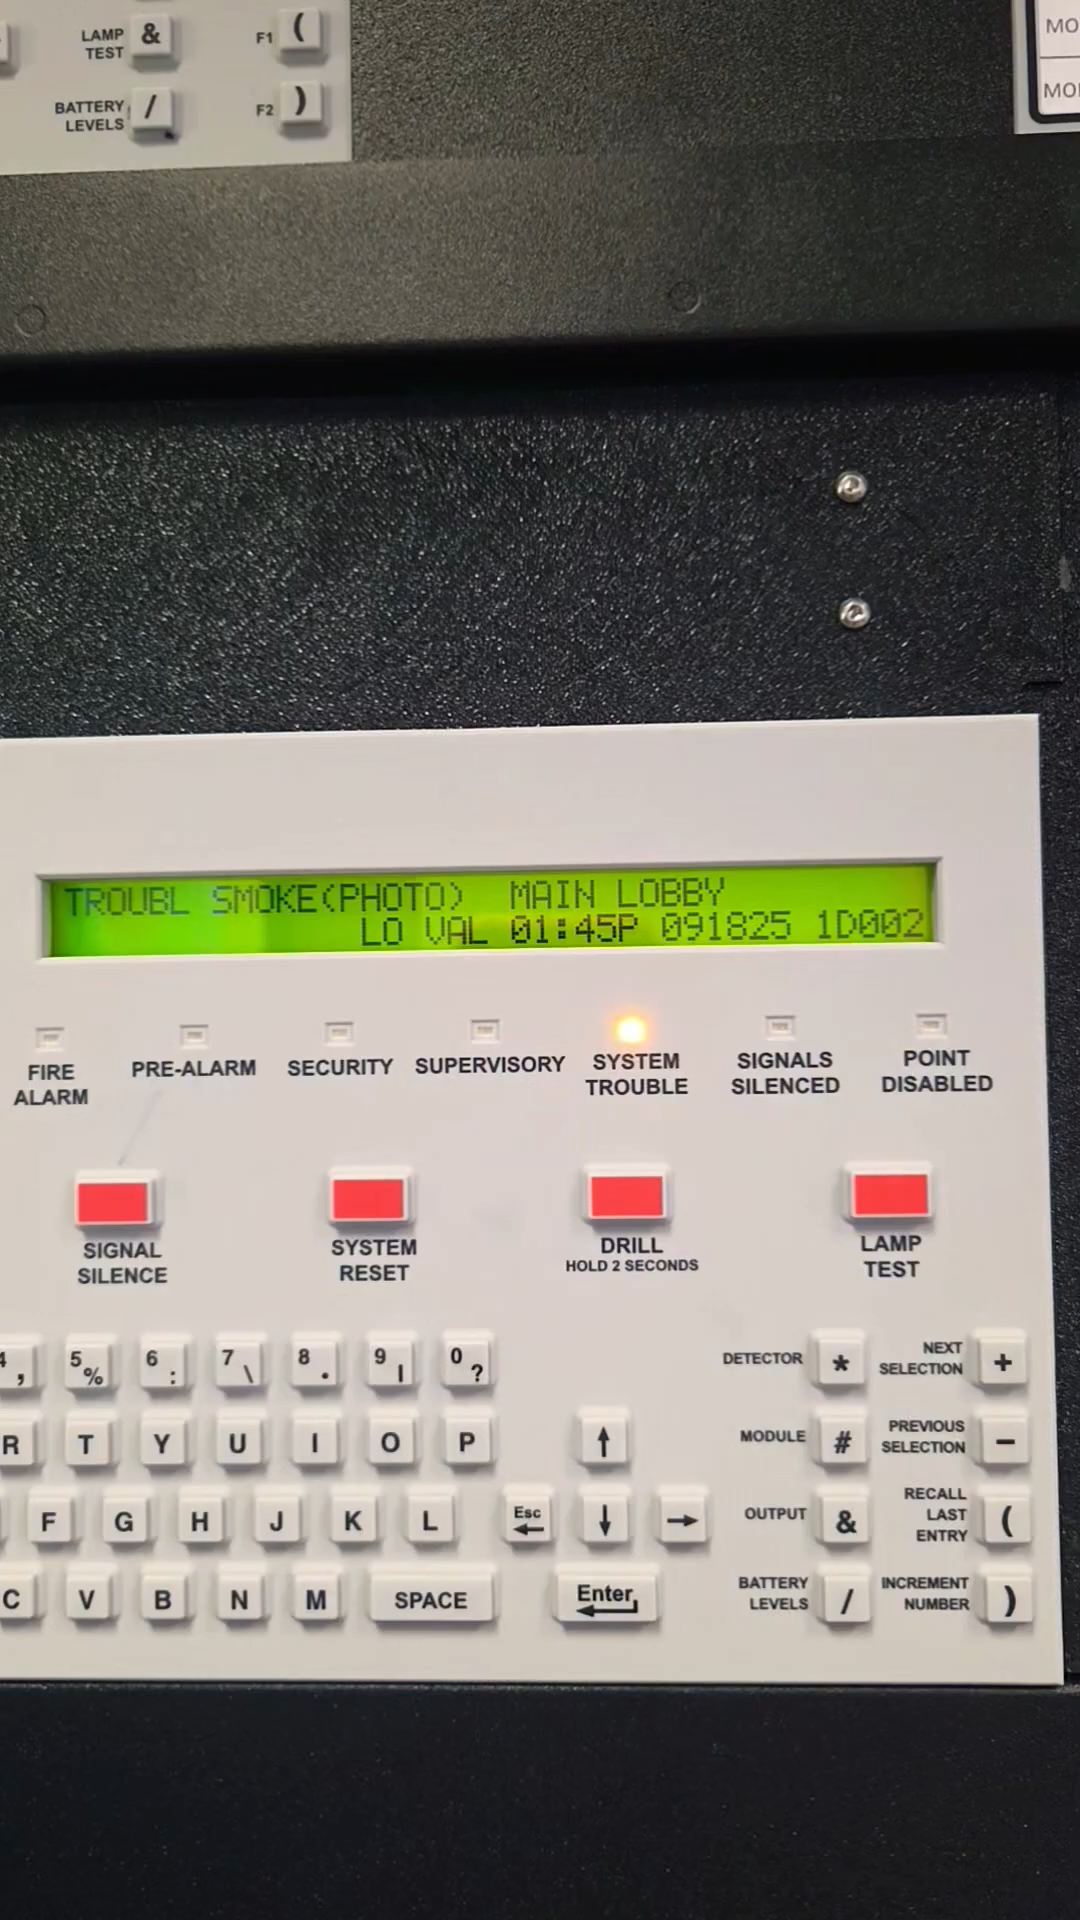 LAMP
TEST
&
F1
(
BATTERY
LEVELS
/
F2
)
MO
MO
TROUBL SMOKE(PHOTO) MAIN LOBBY
LO VAL 01:45P 091825 1D002
FIRE
ALARM
PRE-ALARM
SECURITY
SUPERVISORY
SYSTEM
TROUBLE
SIGNALS
SILENCED
POINT
DISABLED
SIGNAL
SILENCE
SYSTEM
RESET
DRILL
HOLD 2 SECONDS
LAMP
TEST
4 , 5 % 6 : 7 \ 8 . 9 | 0 ?
DETECTOR *
NEXT
SELECTION +
R T Y U I O P ↑
MODULE #
PREVIOUS
SELECTION −
F G H J K L Esc ← ↓ →
OUTPUT &
RECALL
LAST
ENTRY (
C V B N M SPACE Enter
BATTERY
LEVELS /
INCREMENT
NUMBER )